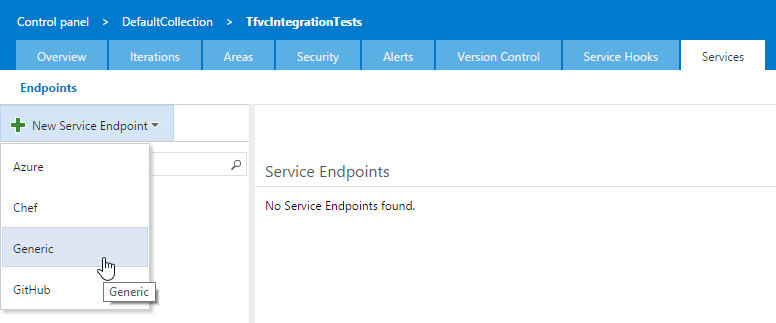 Control panel > DefaultCollection > TfvcIntegrationTests
Overview Iterations Areas Security Alerts Version Control Service Hooks Services
Endpoints
New Service Endpoint
Azure
Service Endpoints
No Service Endpoints found.
Chef
Generic
GitHub
Generic